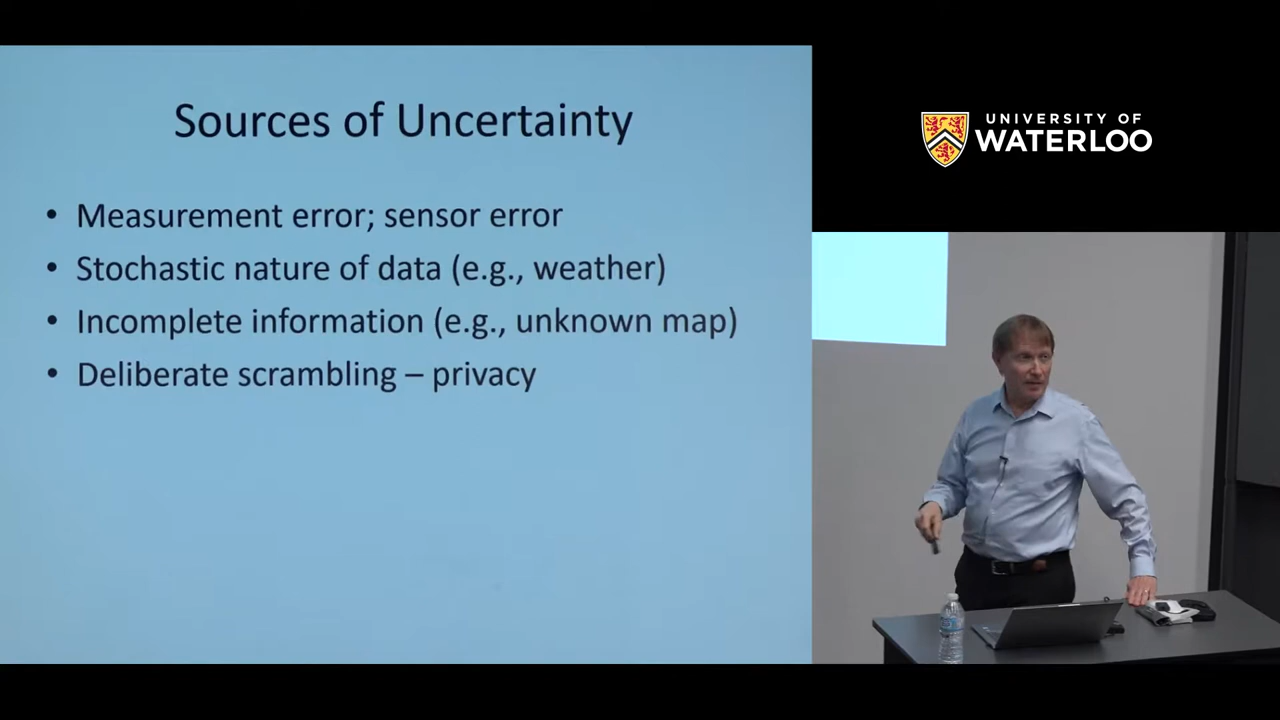 Sources of Uncertainty
• Measurement error; sensor error
• Stochastic nature of data (e.g., weather)
• Incomplete information (e.g., unknown map)
• Deliberate scrambling – privacy
UNIVERSITY OF
WATERLOO